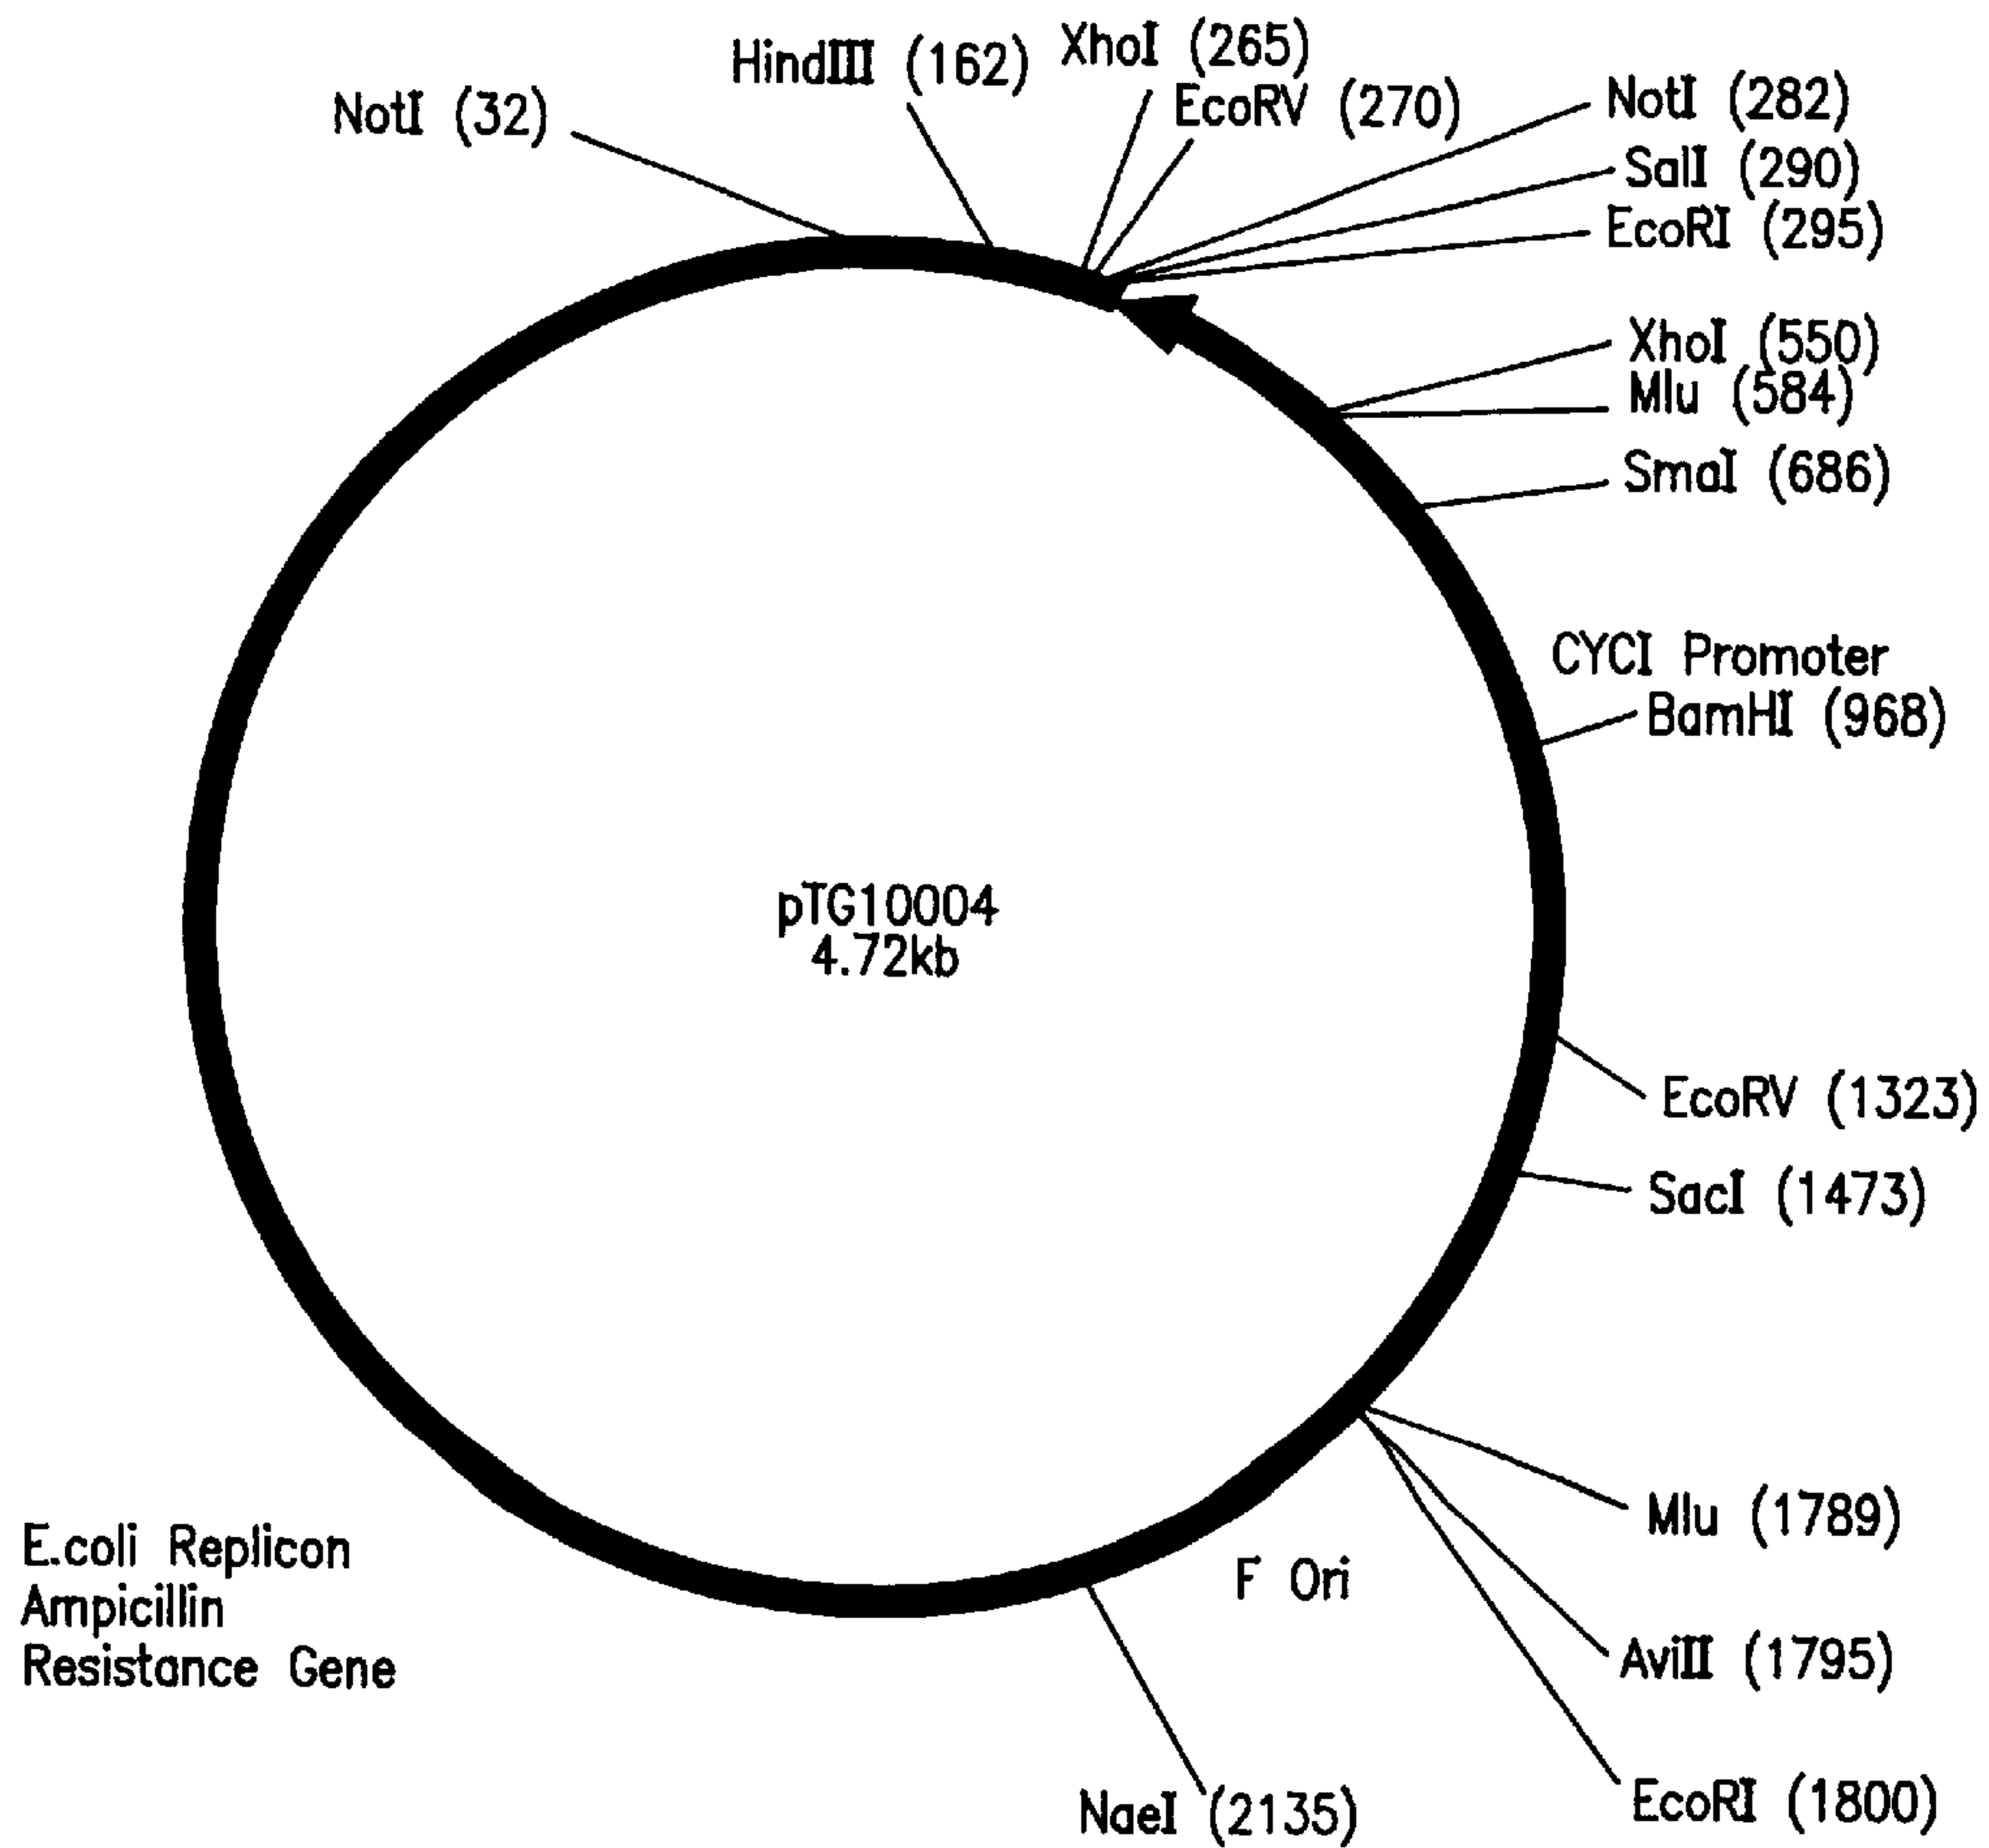 NotI (32)
HindIII (162)
XhoI (265)
EcoRV (270)
NotI (282)
SalI (290)
EcoRI (295)
XhoI (550)
Mlu (584)
SmaI (686)
CYCI Promoter
BamHI (968)
pTG10004
4.72kb
EcoRV (1323)
SacI (1473)
Mlu (1789)
F Ori
AviII (1795)
EcoRI (1800)
NaeI (2135)
E.coli Replicon
Ampicillin
Resistance Gene